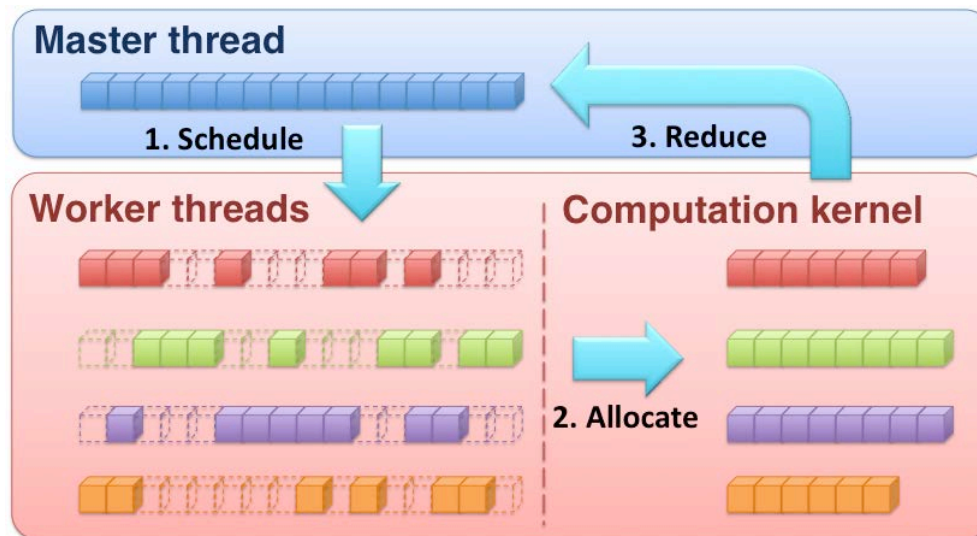 Master thread
1. Schedule
3. Reduce
Worker threads
Computation kernel
2. Allocate